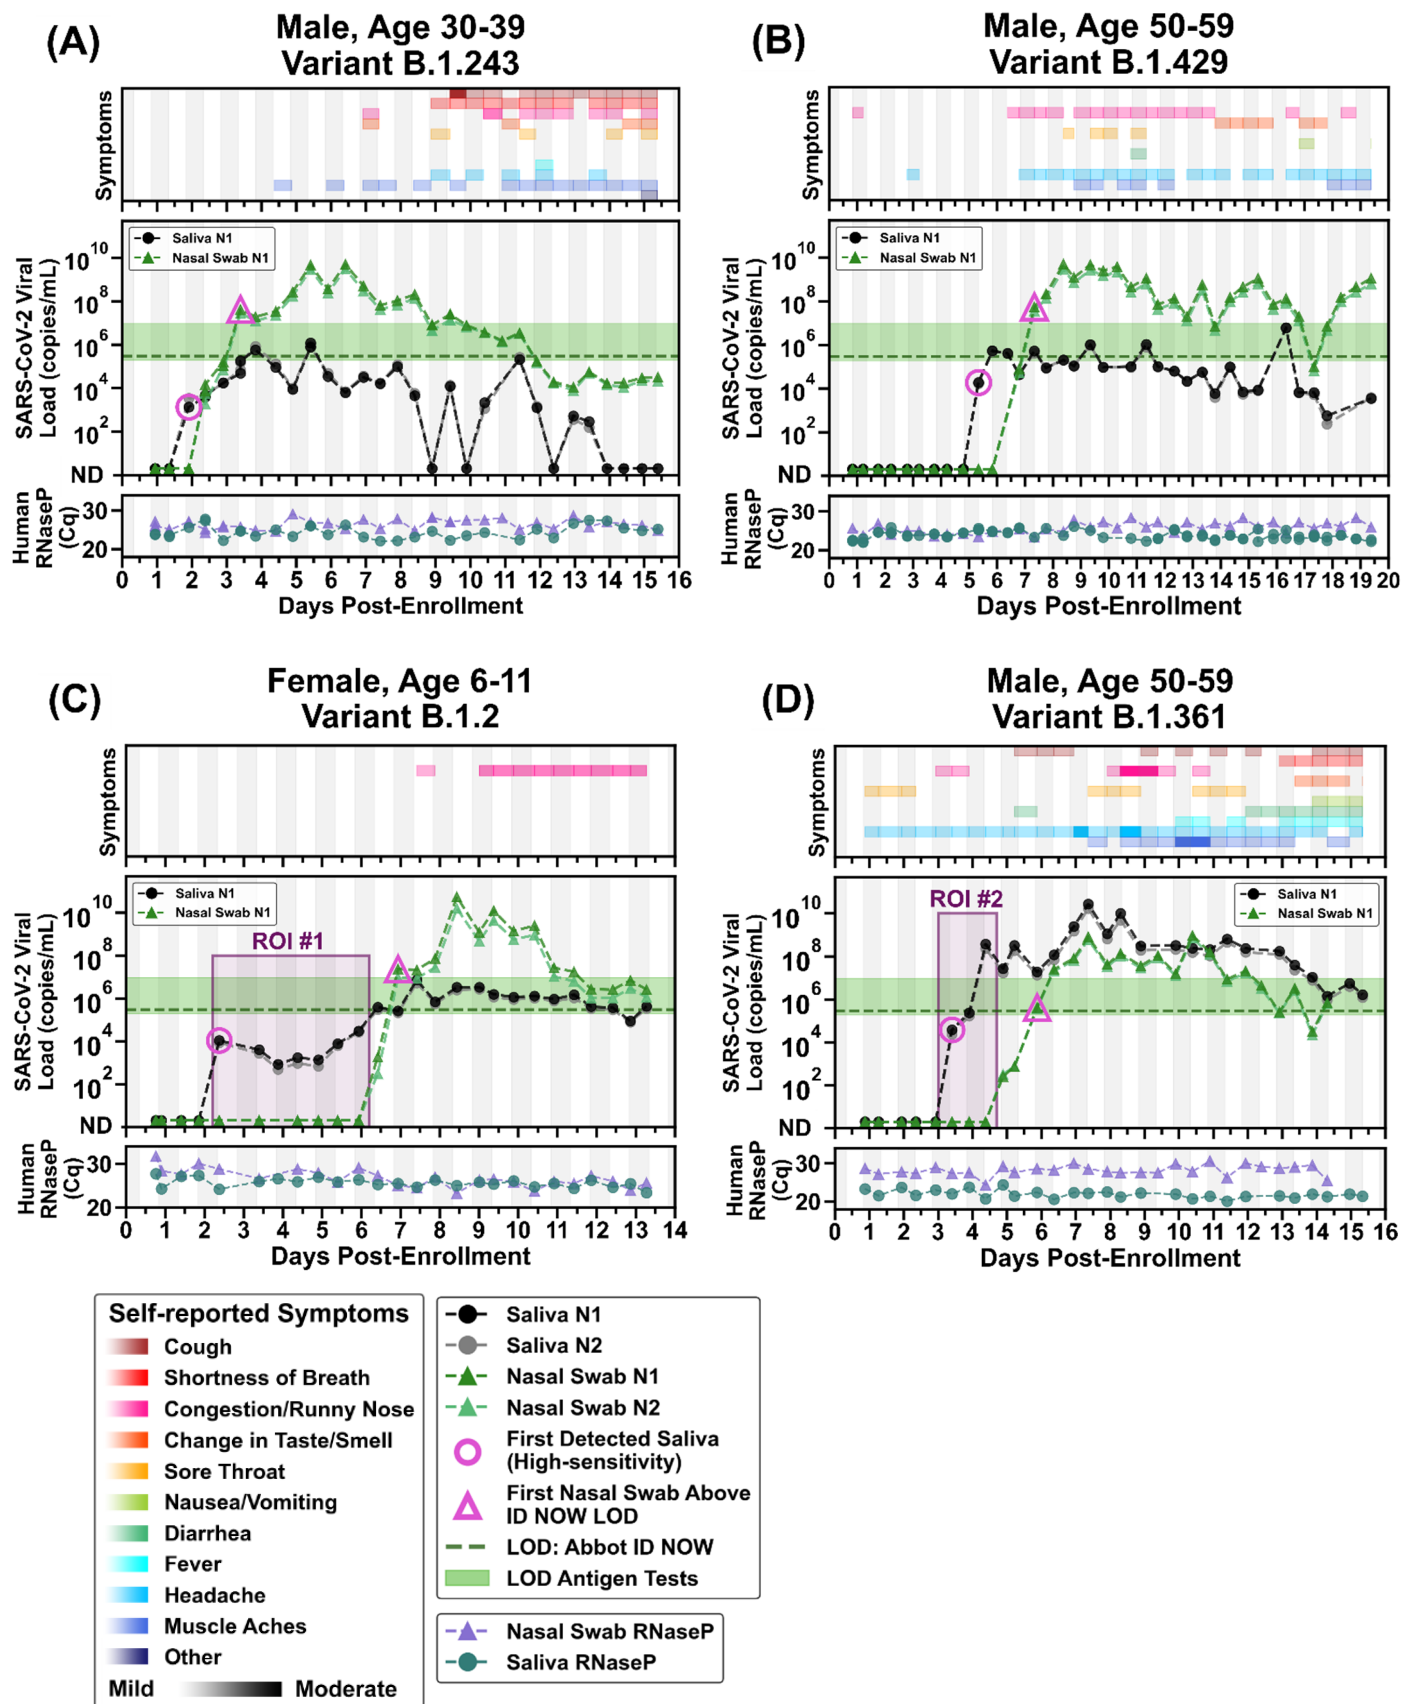 (A)
Male, Age 30-39
Variant B.1.243
Symptoms
Saliva N1
Nasal Swab N1
SARS-CoV-2 Viral
Load (copies/mL)
10^10
10^8
10^6
10^4
10^2
ND
Human
RNaseP
(Cq)
30
20
0 1 2 3 4 5 6 7 8 9 10 11 12 13 14 15 16
Days Post-Enrollment
(B)
Male, Age 50-59
Variant B.1.429
Symptoms
Saliva N1
Nasal Swab N1
SARS-CoV-2 Viral
Load (copies/mL)
10^10
10^8
10^6
10^4
10^2
ND
Human
RNaseP
(Cq)
30
20
0 1 2 3 4 5 6 7 8 9 10 11 12 13 14 15 16 17 18 19 20
Days Post-Enrollment
(C)
Female, Age 6-11
Variant B.1.2
Symptoms
Saliva N1
Nasal Swab N1
ROI #1
SARS-CoV-2 Viral
Load (copies/mL)
10^10
10^8
10^6
10^4
10^2
ND
Human
RNaseP
(Cq)
30
20
0 1 2 3 4 5 6 7 8 9 10 11 12 13 14
Days Post-Enrollment
(D)
Male, Age 50-59
Variant B.1.361
Symptoms
ROI #2
Saliva N1
Nasal Swab N1
SARS-CoV-2 Viral
Load (copies/mL)
10^10
10^8
10^6
10^4
10^2
ND
Human
RNaseP
(Cq)
30
20
0 1 2 3 4 5 6 7 8 9 10 11 12 13 14 15 16
Days Post-Enrollment
Self-reported Symptoms
Cough
Shortness of Breath
Congestion/Runny Nose
Change in Taste/Smell
Sore Throat
Nausea/Vomiting
Diarrhea
Fever
Headache
Muscle Aches
Other
Mild Moderate
Saliva N1
Saliva N2
Nasal Swab N1
Nasal Swab N2
First Detected Saliva
(High-sensitivity)
First Nasal Swab Above
ID NOW LOD
LOD: Abbot ID NOW
LOD Antigen Tests
Nasal Swab RNaseP
Saliva RNaseP